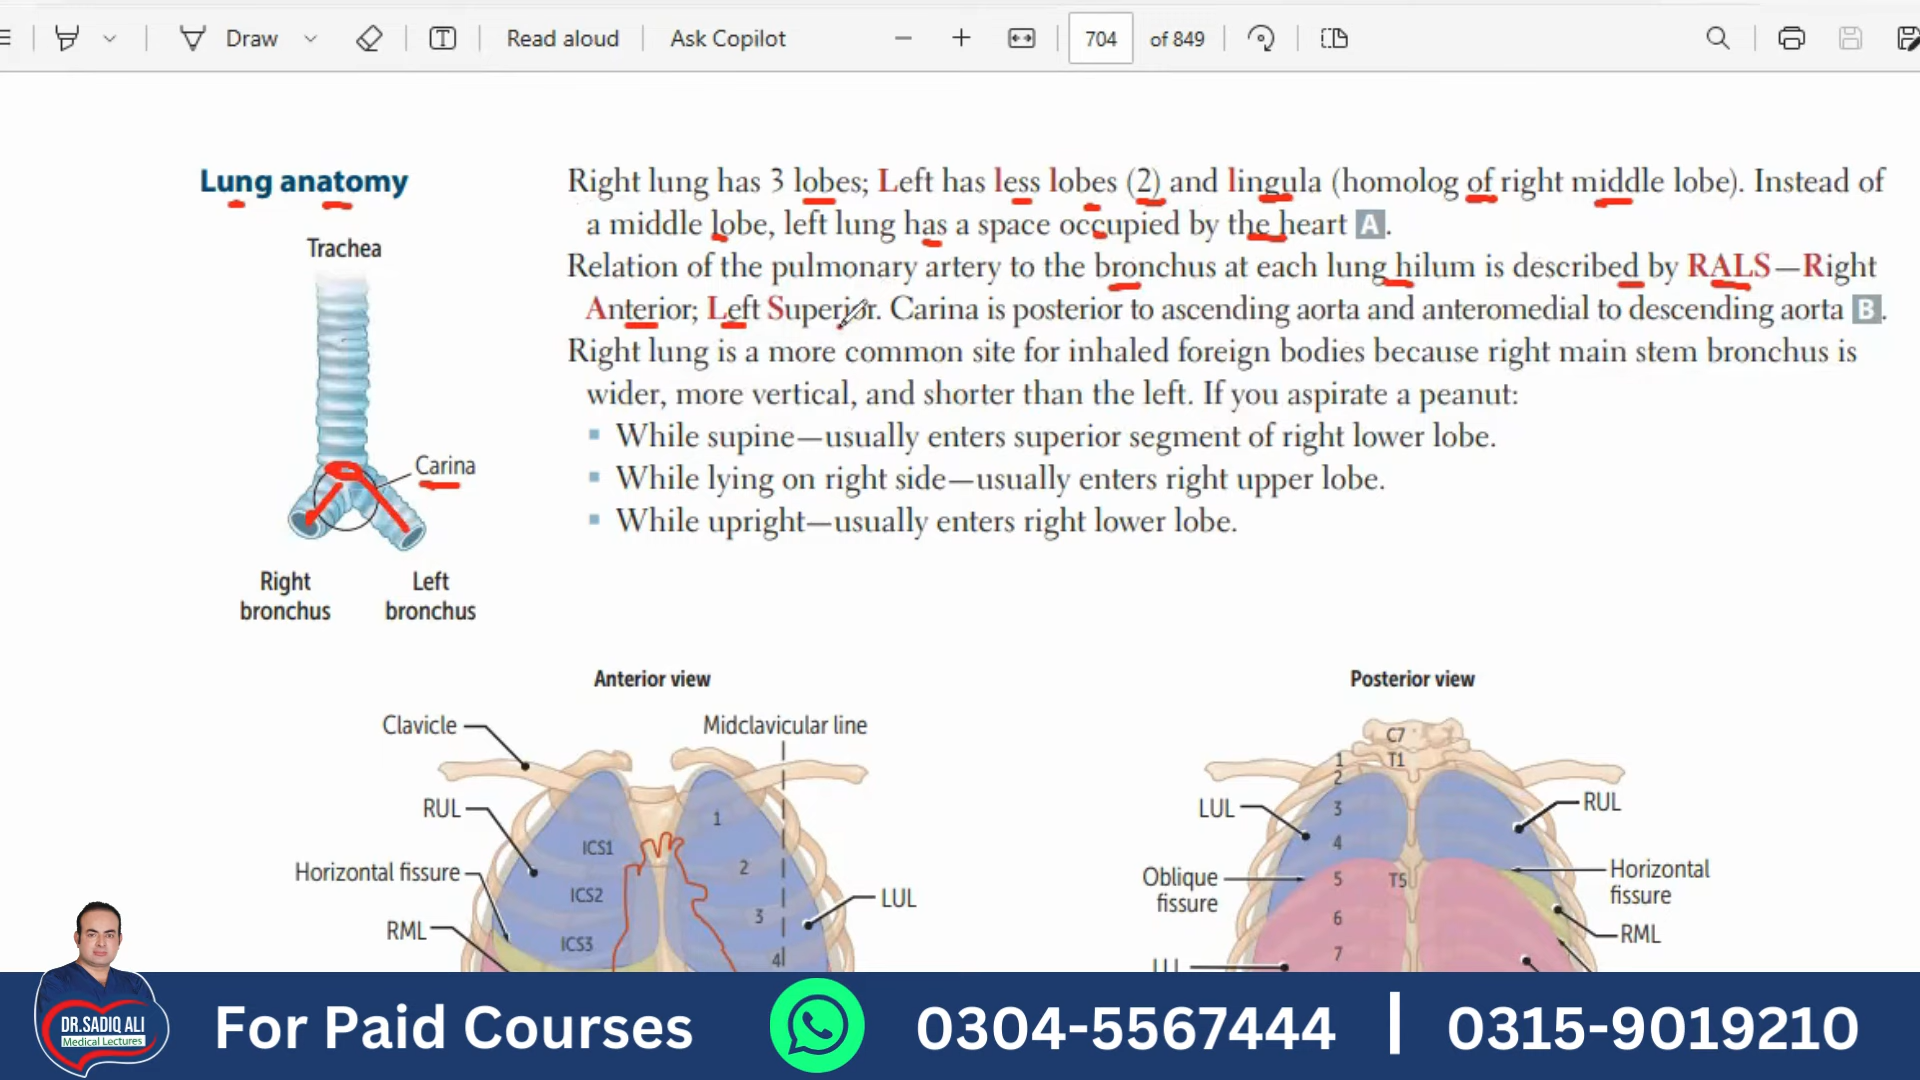 Draw
Read aloud
Ask Copilot
704
of 849
Lung anatomy
Right lung has 3 lobes; Left has less lobes (2) and lingula (homolog of right middle lobe). Instead of
a middle lobe, left lung has a space occupied by the heart A.
Relation of the pulmonary artery to the bronchus at each lung hilum is described by RALS—Right
Anterior; Left Superior. Carina is posterior to ascending aorta and anteromedial to descending aorta B.
Right lung is a more common site for inhaled foreign bodies because right main stem bronchus is
wider, more vertical, and shorter than the left. If you aspirate a peanut:
While supine—usually enters superior segment of right lower lobe.
While lying on right side—usually enters right upper lobe.
While upright—usually enters right lower lobe.
Trachea
Carina
Right
bronchus
Left
bronchus
Anterior view
Clavicle
Midclavicular line
RUL
1
ICS1
2
Horizontal fissure
ICS2
LUL
3
RML
ICS3
4
Posterior view
C7
1
T1
2
LUL
3
RUL
4
Oblique
fissure
5
T5
Horizontal
fissure
6
RML
7
DR.SADIQ ALI
Medical Lectures
For Paid Courses
0304-5567444 | 0315-9019210